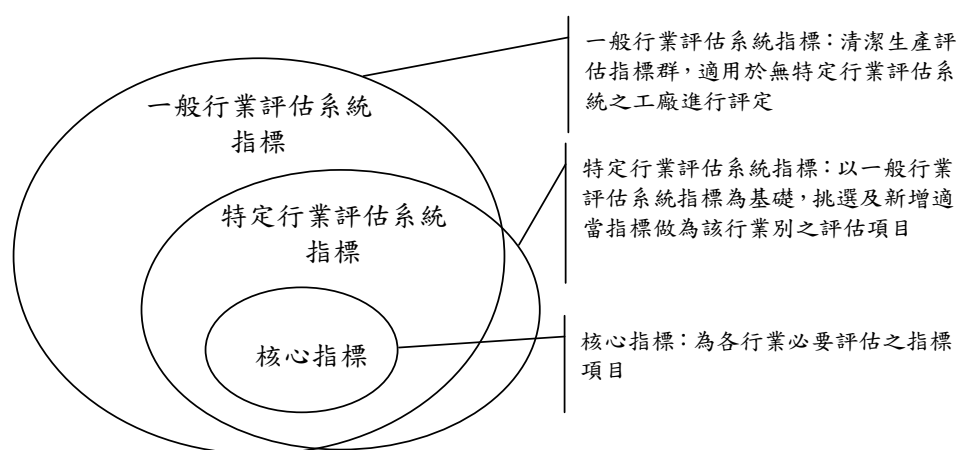 一般行業評估系統
指標
特定行業評估系統
指標
核心指標
一般行業評估系統指標：清潔生產評
估指標群，適用於無特定行業評估系
統之工廠進行評定
特定行業評估系統指標：以一般行業
評估系統指標為基礎，挑選及新增適
當指標做為該行業別之評估項目
核心指標：為各行業必要評估之指標
項目